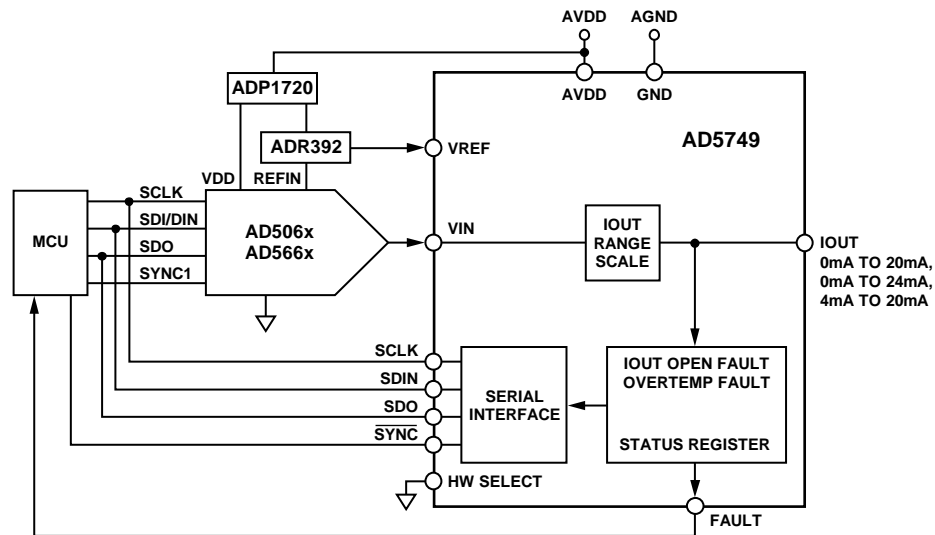 AVDD
AGND
ADP1720
AVDD
GND
ADR392
AD5749
VREF
VDD
REFIN
SCLK
MCU
SDI/DIN
SDO
SYNC1
AD506x
AD566x
VIN
IOUT
RANGE
SCALE
IOUT
0mA TO 20mA,
0mA TO 24mA,
4mA TO 20mA
SCLK
SDIN
SDO
SYNC
SERIAL
INTERFACE
IOUT OPEN FAULT
OVERTEMP FAULT
STATUS REGISTER
HW SELECT
FAULT